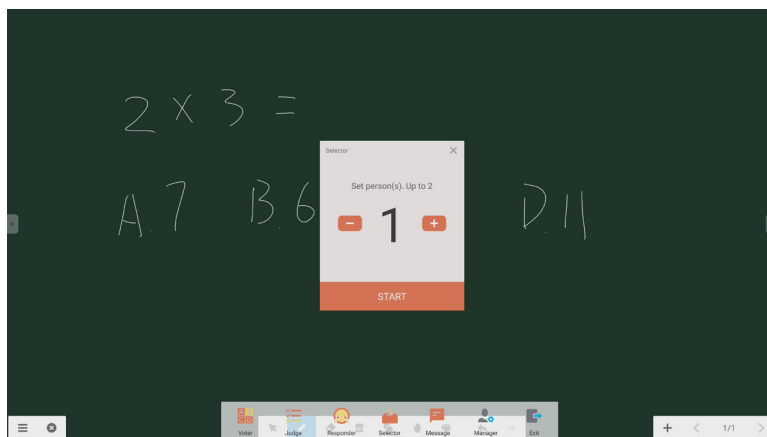 2 × 3 =
A.7 B.6 D.11
Selector
Set person(s). Up to 2
1
START
Voter Judge Responder Selector Message Manager Exit
1/1